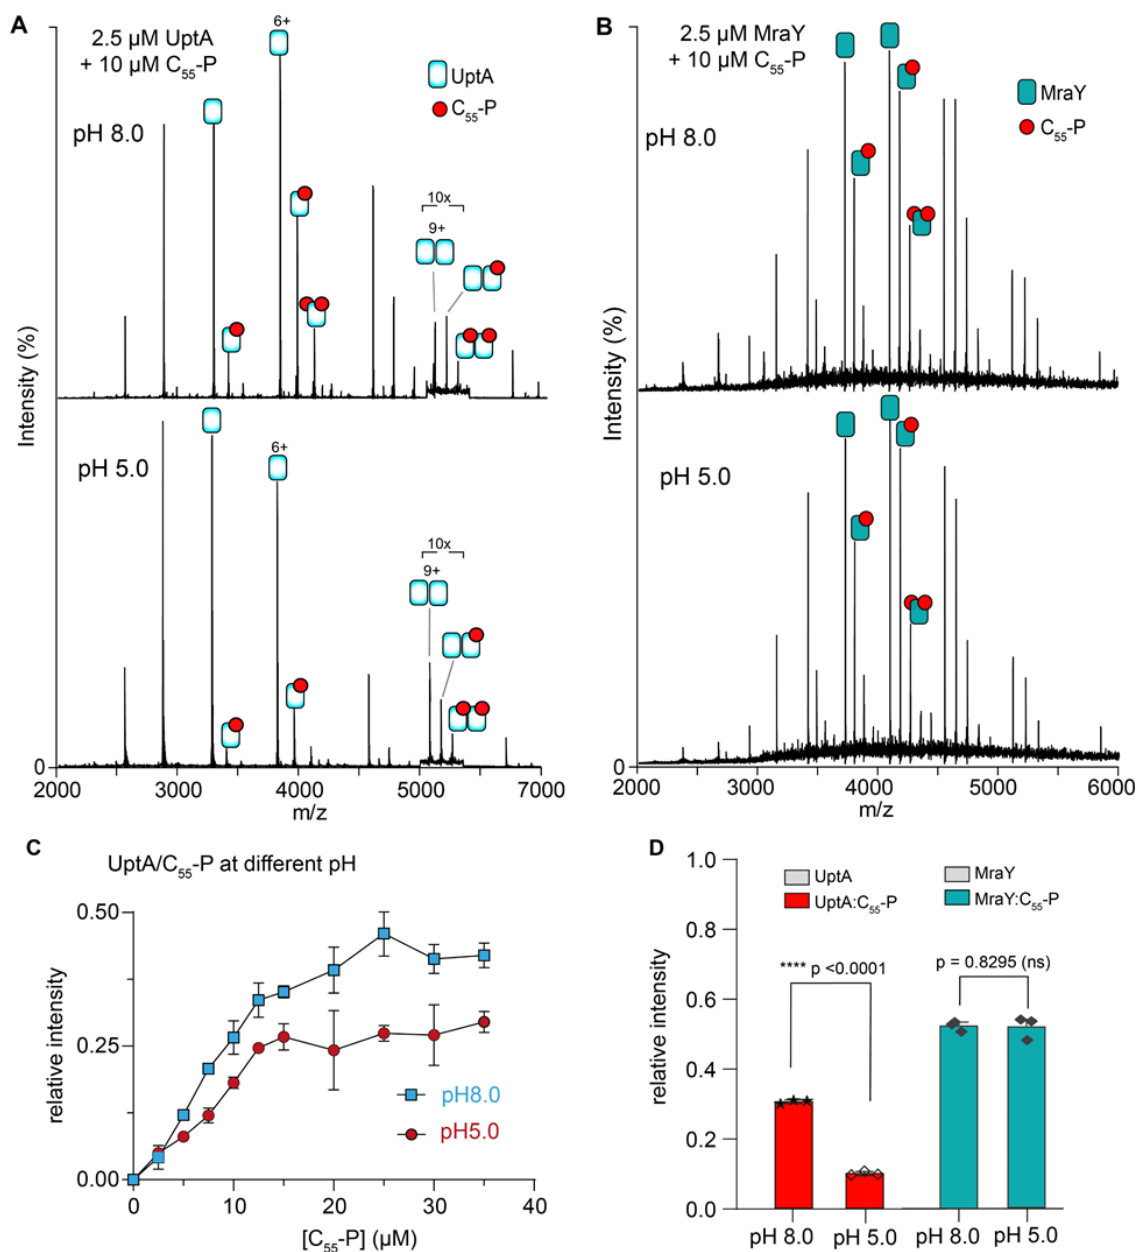 A
2.5 µM UptA
+ 10 µM C₅₅-P
pH 8.0
6+
UptA
C₅₅-P
10x
9+
Intensity (%)
pH 5.0
6+
10x
9+
0
2000 3000 4000 5000 6000 7000
m/z
B
2.5 µM MraY
+ 10 µM C₅₅-P
pH 8.0
MraY
C₅₅-P
Intensity (%)
Intensity (%)
pH 5.0
0
2000 3000 4000 5000 6000
m/z
C
UptA/C₅₅-P at different pH
0.50
0.25
0.00
relative intensity
pH8.0
pH5.0
0 10 20 30 40
[C₅₅-P] (µM)
D
1.0
0.8
0.6
0.4
0.2
0.0
relative intensity
UptA
UptA:C₅₅-P
MraY
MraY:C₅₅-P
**** p <0.0001
p = 0.8295 (ns)
pH 8.0 pH 5.0 pH 8.0 pH 5.0